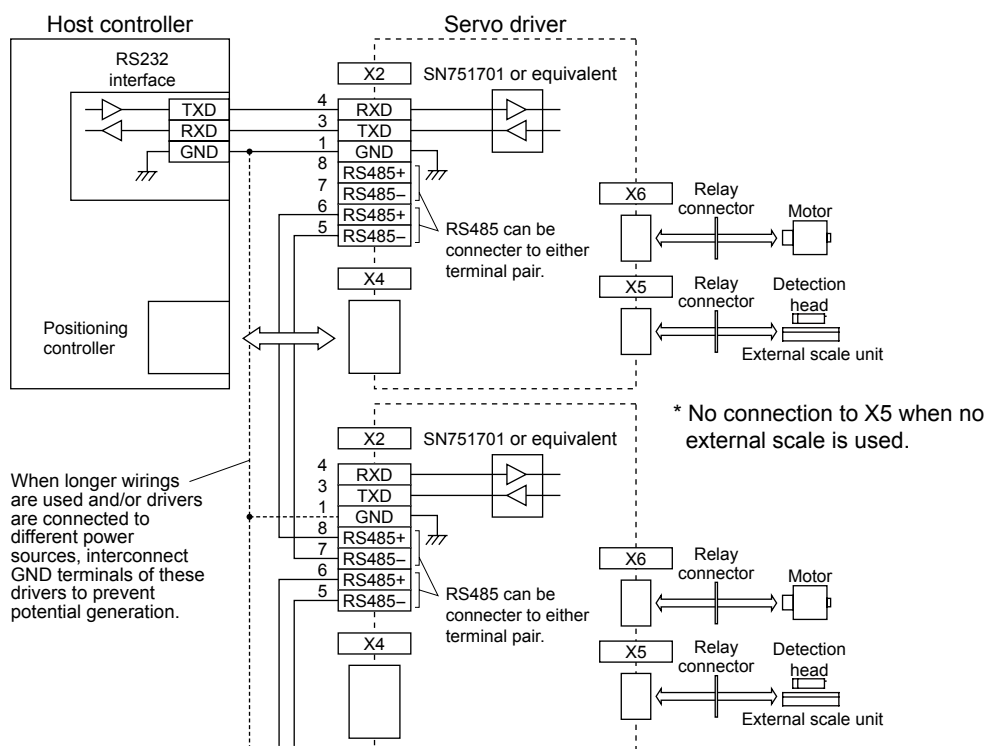 Host controller
RS232
interface
TXD
RXD
GND
Positioning
controller
Servo driver
X2
SN751701 or equivalent
4
RXD
3
TXD
1
GND
8
RS485+
7
RS485–
6
RS485+
5
RS485–
RS485 can be
connecter to either
terminal pair.
X4
X6
Relay
connector
Motor
X5
Relay
connector
Detection
head
External scale unit
* No connection to X5 when no
external scale is used.
When longer wirings
are used and/or drivers
are connected to
different power
sources, interconnect
GND terminals of these
drivers to prevent
potential generation.
X2
SN751701 or equivalent
4
RXD
3
TXD
1
GND
8
RS485+
7
RS485–
6
RS485+
5
RS485–
RS485 can be
connecter to either
terminal pair.
X4
X6
Relay
connector
Motor
X5
Relay
connector
Detection
head
External scale unit